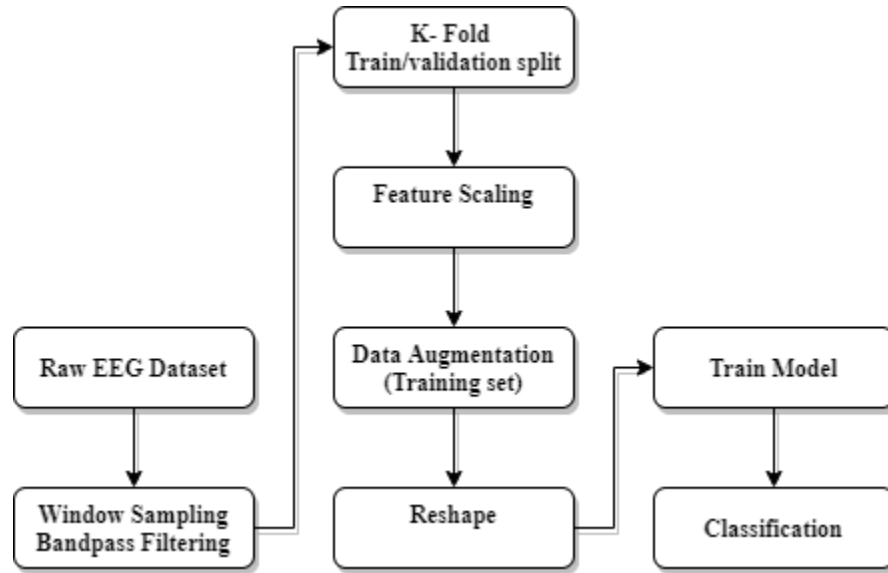 Raw EEG Dataset
Window Sampling
Bandpass Filtering
K- Fold
Train/validation split
Feature Scaling
Data Augmentation
(Training set)
Reshape
Train Model
Classification